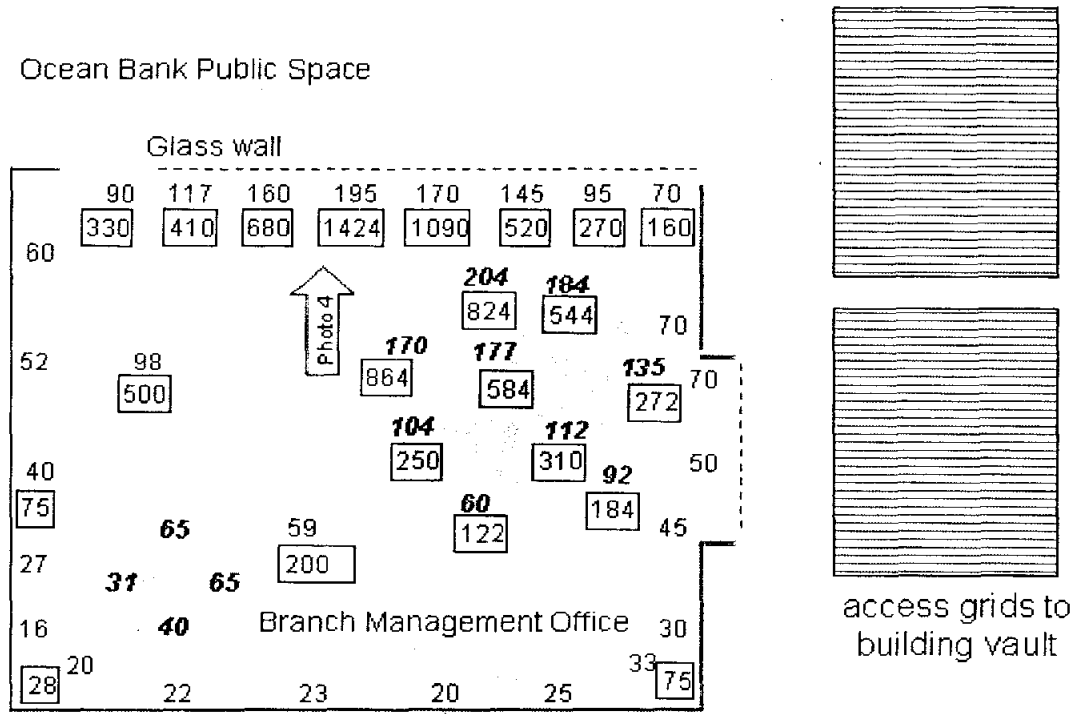 Ocean Bank Public Space
Glass wall
90 117 160 195 170 145 95 70
330 410 680 1424 1090 520 270 160
60
204 184
824 544
Photo 4
70
170 177
52 98 135 70
864 584
500 272
104 112
250 310 50
40 92
75 184
60
65 59 122 45
27 200
31 65
access grids to
building vault
16 40 Branch Management Office 30
20 33
28 75
22 23 20 25